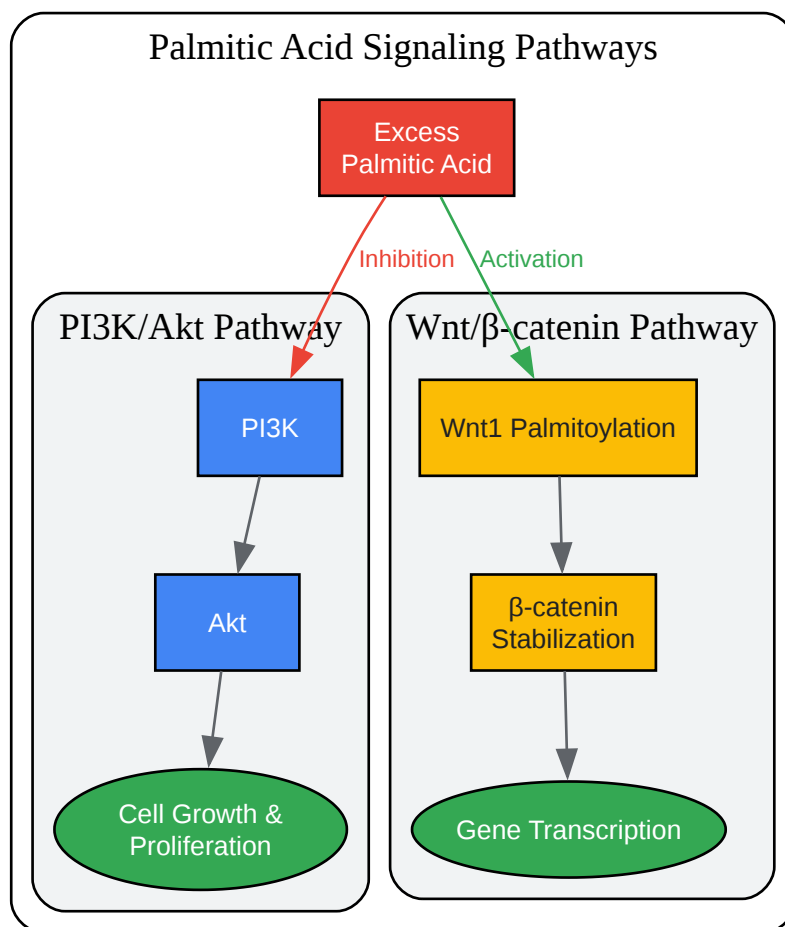 Palmitic Acid Signaling Pathways
Excess
Palmitic Acid
Inhibition
Activation
PI3K/Akt Pathway
PI3K
Akt
Cell Growth &
Proliferation
Wnt/β-catenin Pathway
Wnt1 Palmitoylation
β-catenin
Stabilization
Gene Transcription